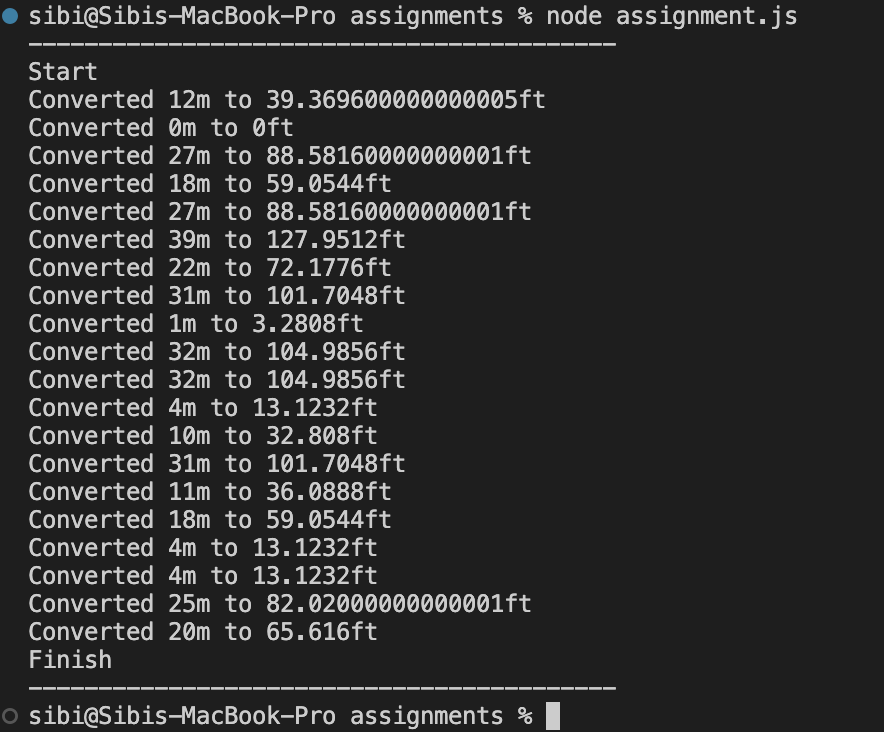 sibi@Sibis-MacBook-Pro assignments % node assignment.js
------------------------------------------
Start
Converted 12m to 39.369600000000005ft
Converted 0m to 0ft
Converted 27m to 88.58160000000001ft
Converted 18m to 59.0544ft
Converted 27m to 88.58160000000001ft
Converted 39m to 127.9512ft
Converted 22m to 72.1776ft
Converted 31m to 101.7048ft
Converted 1m to 3.2808ft
Converted 32m to 104.9856ft
Converted 32m to 104.9856ft
Converted 4m to 13.1232ft
Converted 10m to 32.808ft
Converted 31m to 101.7048ft
Converted 11m to 36.0888ft
Converted 18m to 59.0544ft
Converted 4m to 13.1232ft
Converted 4m to 13.1232ft
Converted 25m to 82.02000000000001ft
Converted 20m to 65.616ft
Finish
------------------------------------------
sibi@Sibis-MacBook-Pro assignments %